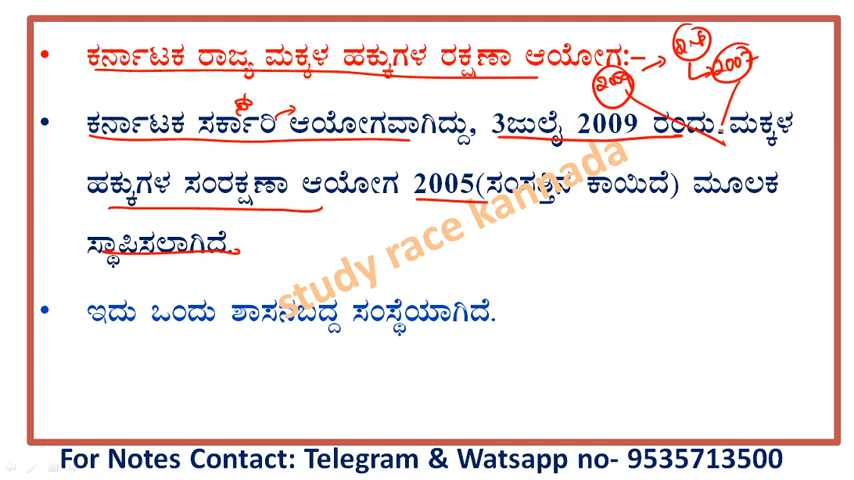 • ಕರ್ನಾಟಕ ರಾಜ್ಯ ಮಕ್ಕಳ ಹಕ್ಕುಗಳ ರಕ್ಷಣಾ ಆಯೋಗ:–
2007
• ಕರ್ನಾಟಕ ಸರ್ಕಾರಿ ಆಯೋಗವಾಗಿದ್ದು, 3ಜುಲೈ 2009 ರಂದು ಮಕ್ಕಳ
ಹಕ್ಕುಗಳ ಸಂರಕ್ಷಣಾ ಆಯೋಗ 2005(ಸಂಸತ್ತಿನ ಕಾಯಿದೆ) ಮೂಲಕ
ಸ್ಥಾಪಿಸಲಾಗಿದೆ.
• ಇದು ಒಂದು ಶಾಸನಬದ್ದ ಸಂಸ್ಥೆಯಾಗಿದೆ.
study race kannada
For Notes Contact: Telegram & Watsapp no- 9535713500